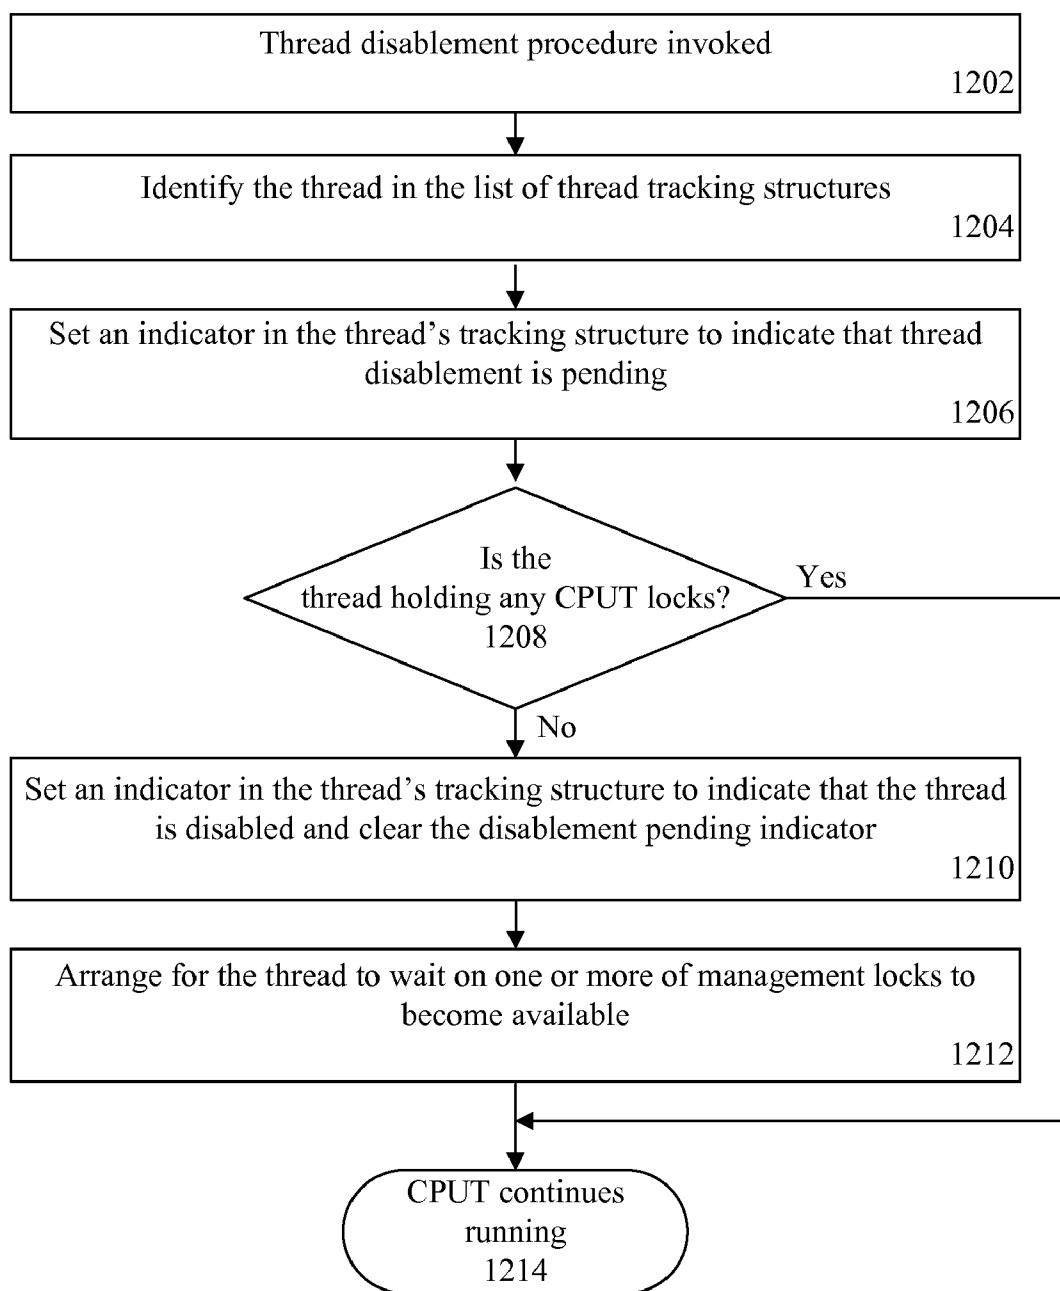 Thread disablement procedure invoked
1202
Identify the thread in the list of thread tracking structures
1204
Set an indicator in the thread’s tracking structure to indicate that thread
disablement is pending
1206
Is the
thread holding any CPUT locks?
1208
Yes
No
Set an indicator in the thread’s tracking structure to indicate that the thread
is disabled and clear the disablement pending indicator
1210
Arrange for the thread to wait on one or more of management locks to
become available
1212
CPUT continues
running
1214